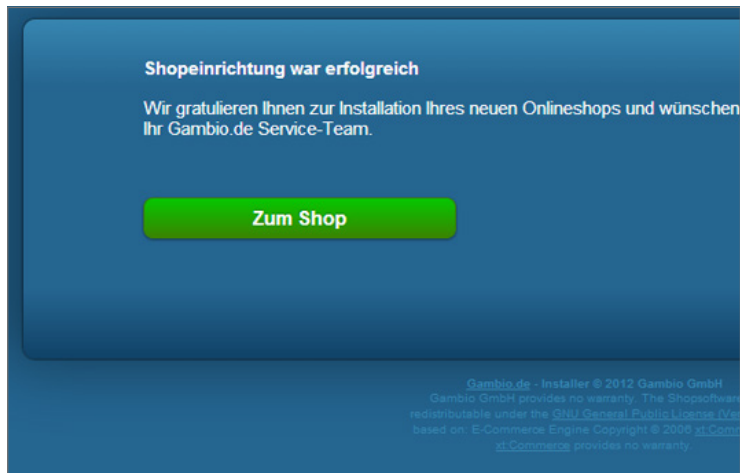 Shopeinrichtung war erfolgreich
Wir gratulieren Ihnen zur Installation Ihres neuen Onlineshops und wünschen
Ihr Gambio.de Service-Team.
Zum Shop
Gambio.de - Installer © 2012 Gambio GmbH
Gambio GmbH provides no warranty. The Shopsoftware
redistributable under the GNU General Public License
based on: E-Commerce Engine Copyright © 2006
xt:Commerce provides no warranty.